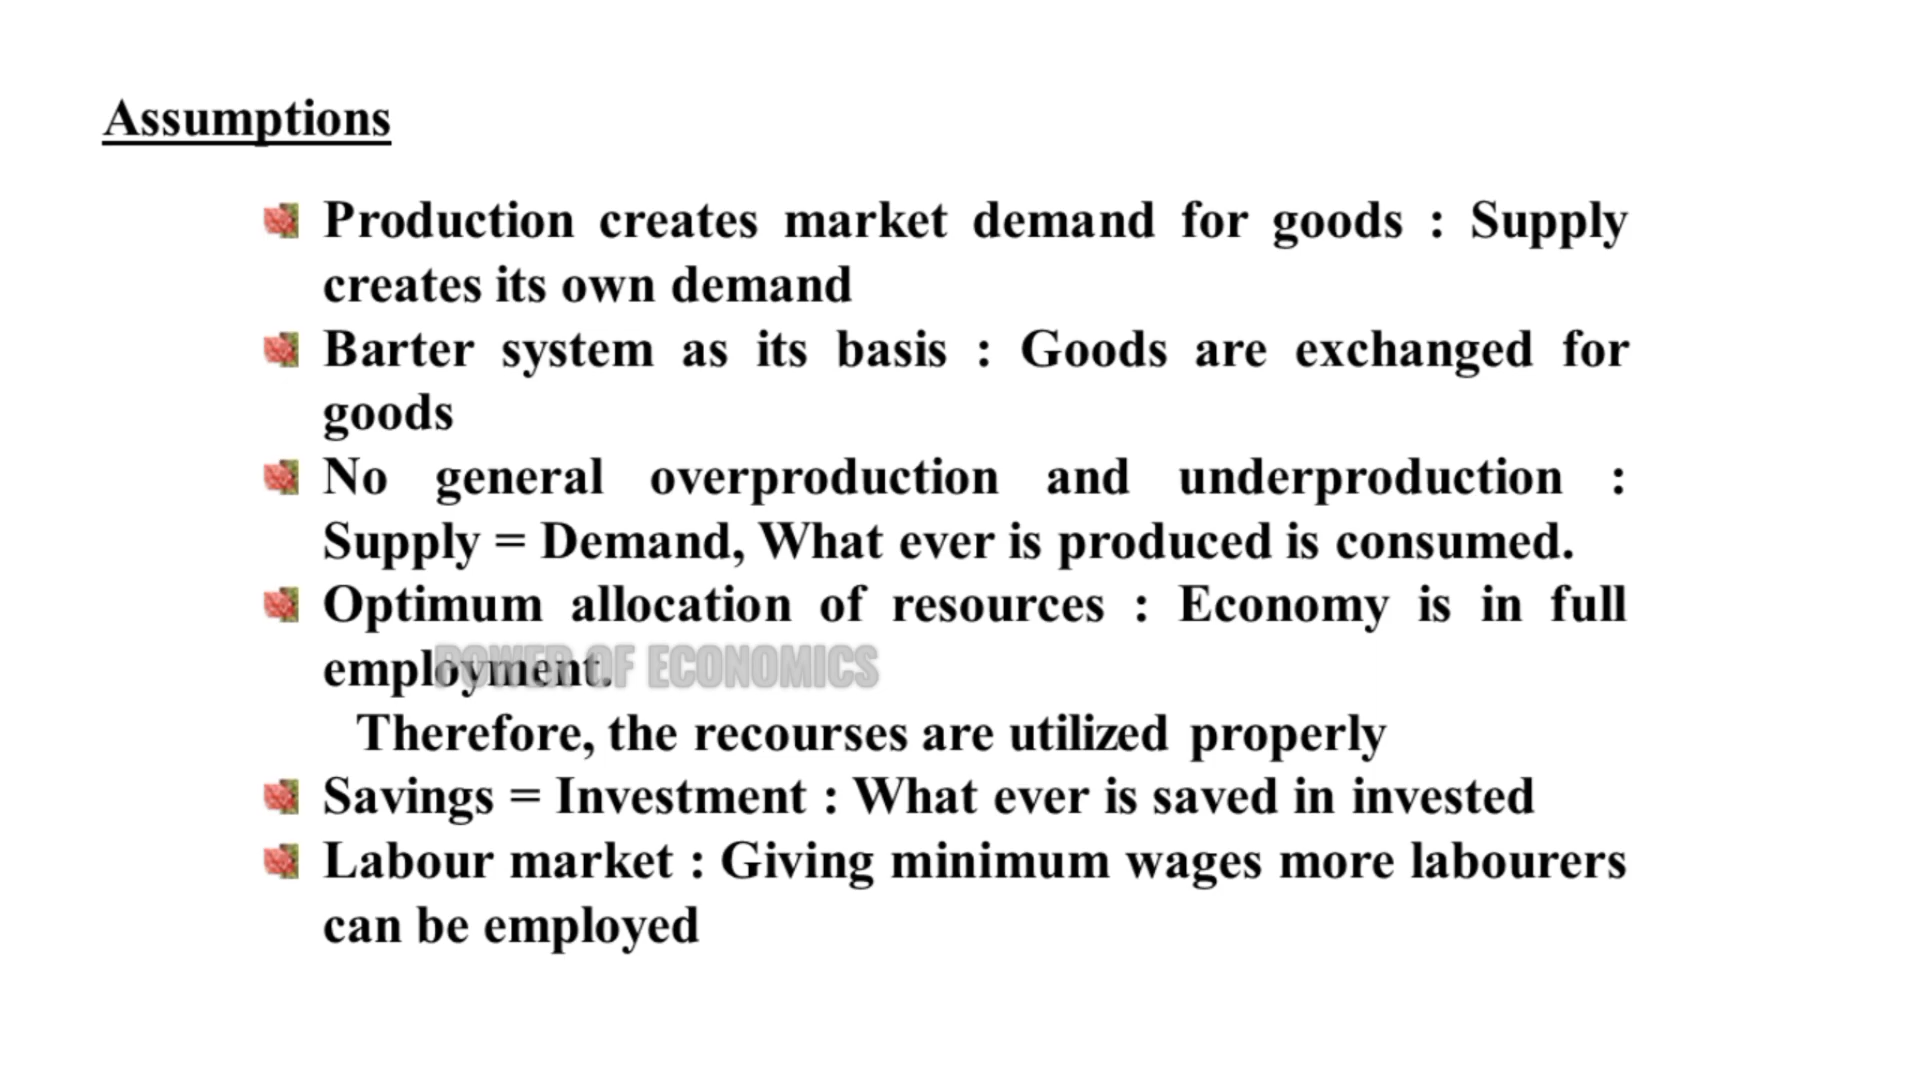 Assumptions
Production creates market demand for goods : Supply
creates its own demand
Barter system as its basis : Goods are exchanged for
goods
No general overproduction and underproduction :
Supply = Demand, What ever is produced is consumed.
Optimum allocation of resources : Economy is in full
employment.
POWER OF ECONOMICS
Therefore, the recourses are utilized properly
Savings = Investment : What ever is saved in invested
Labour market : Giving minimum wages more labourers
can be employed